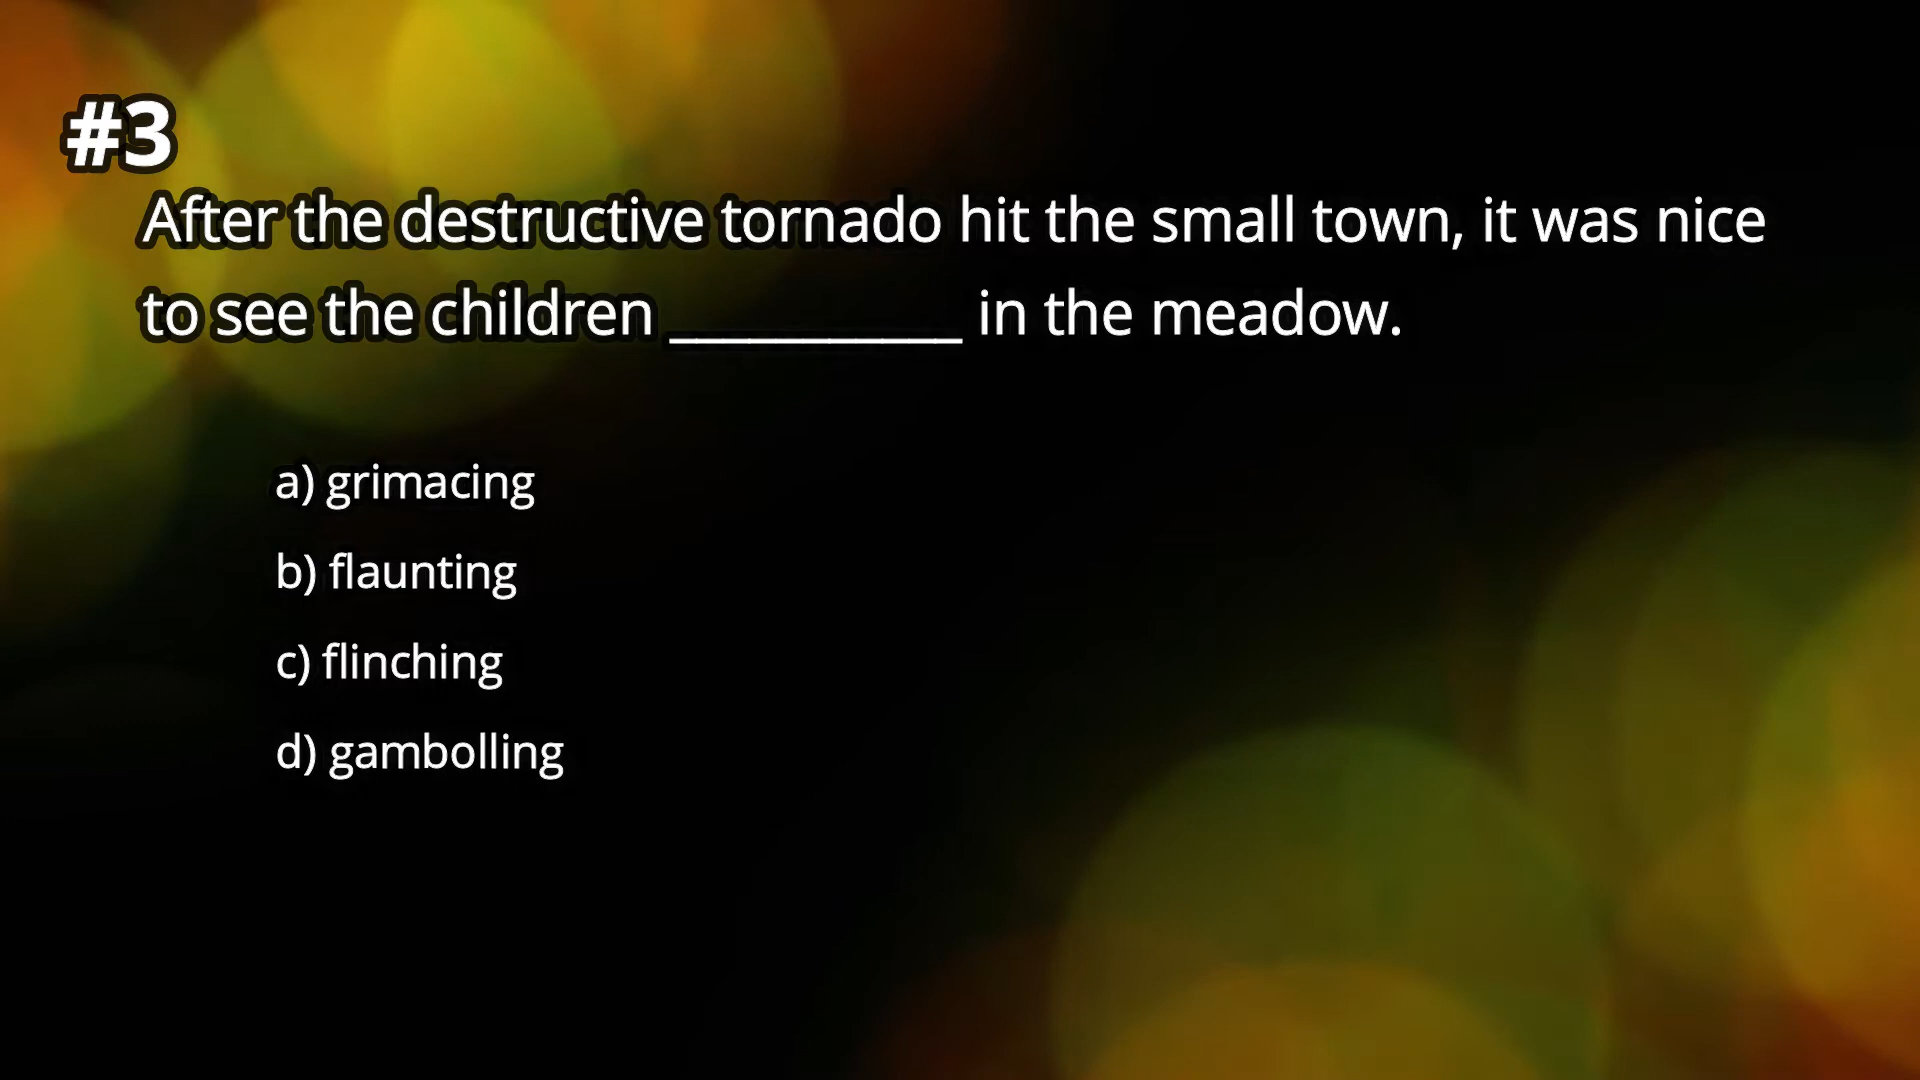 #3
After the destructive tornado hit the small town, it was nice
to see the children ___________ in the meadow.
a) grimacing
b) flaunting
c) flinching
d) gambolling